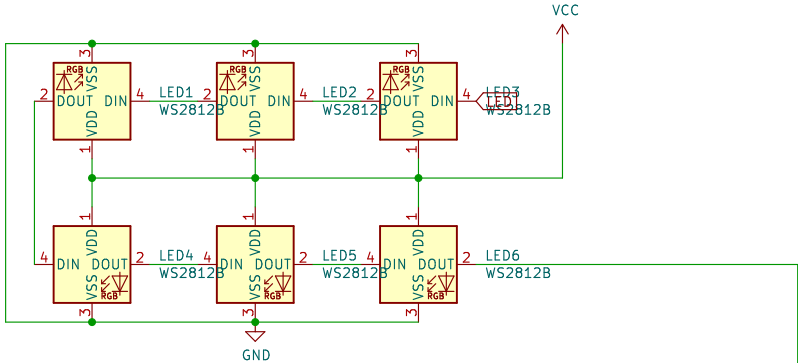 VCC
3
3
3
RGB
VSS
RGB
VSS
RGB
VSS
2
DOUT
DIN
4
LED1
WS2812B
2
DOUT
DIN
4
LED2
WS2812B
2
DOUT
DIN
4
LED3
WS2812B
LED
VDD
VDD
VDD
1
1
1
1
1
1
VDD
VDD
VDD
4
DIN
DOUT
2
LED4
WS2812B
4
DIN
DOUT
2
LED5
WS2812B
4
DIN
DOUT
2
LED6
WS2812B
VSS
RGB
VSS
RGB
VSS
RGB
3
3
3
GND